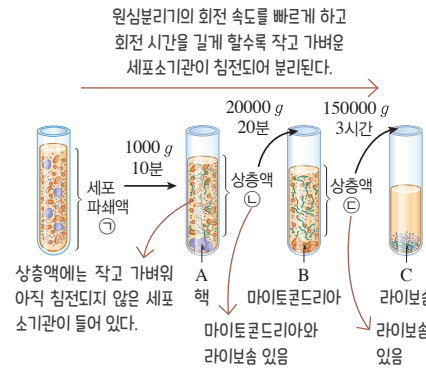 원심분리기의 회전 속도를 빠르게 하고
회전 시간을 길게 할수록 작고 가벼운
세포소기관이 침전되어 분리된다.
1000 g
10분
20000 g
20분
150000 g
3시간
세포
파쇄액
㉠
상층액
㉡
상층액
㉢
A
핵
B
마이토콘드리아
C
라이보솜
상층액에는 작고 가벼워
아직 침전되지 않은 세포
소기관이 들어 있다.
마이토콘드리아와
라이보솜 있음
라이보솜
있음